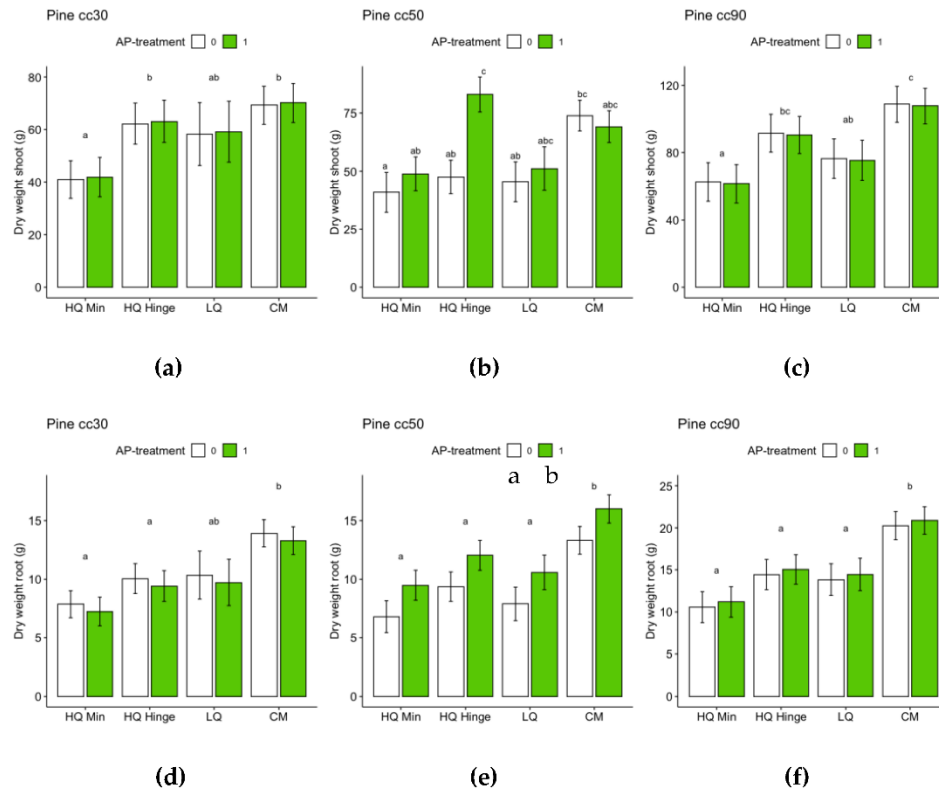 Pine cc30
AP-treatment 0 1
Dry weight shoot (g)
80
60
40
20
0
a
b
ab
b
HQ Min HQ Hinge LQ CM
(a)
Pine cc50
AP-treatment 0 1
Dry weight shoot (g)
75
50
25
0
a
ab
ab
c
ab
abc
bc
abc
HQ Min HQ Hinge LQ CM
(b)
Pine cc90
AP-treatment 0 1
Dry weight shoot (g)
120
80
40
0
a
bc
ab
c
HQ Min HQ Hinge LQ CM
(c)
Pine cc30
AP-treatment 0 1
Dry weight root (g)
15
10
5
0
a
a
ab
b
HQ Min HQ Hinge LQ CM
(d)
Pine cc50
AP-treatment 0 1
a b
Dry weight root (g)
15
10
5
0
a
a
a
b
HQ Min HQ Hinge LQ CM
(e)
Pine cc90
AP-treatment 0 1
Dry weight root (g)
25
20
15
10
5
0
a
a
a
b
HQ Min HQ Hinge LQ CM
(f)